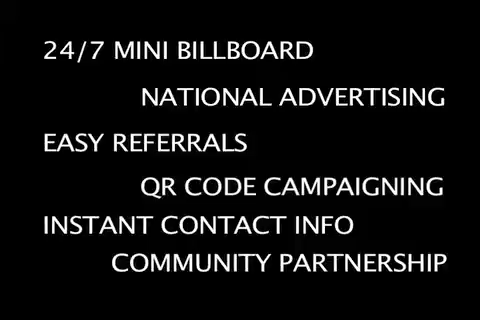 24/7 MINI BILLBOARD
NATIONAL ADVERTISING
EASY REFERRALS
QR CODE CAMPAIGNING
INSTANT CONTACT INFO
COMMUNITY PARTNERSHIP